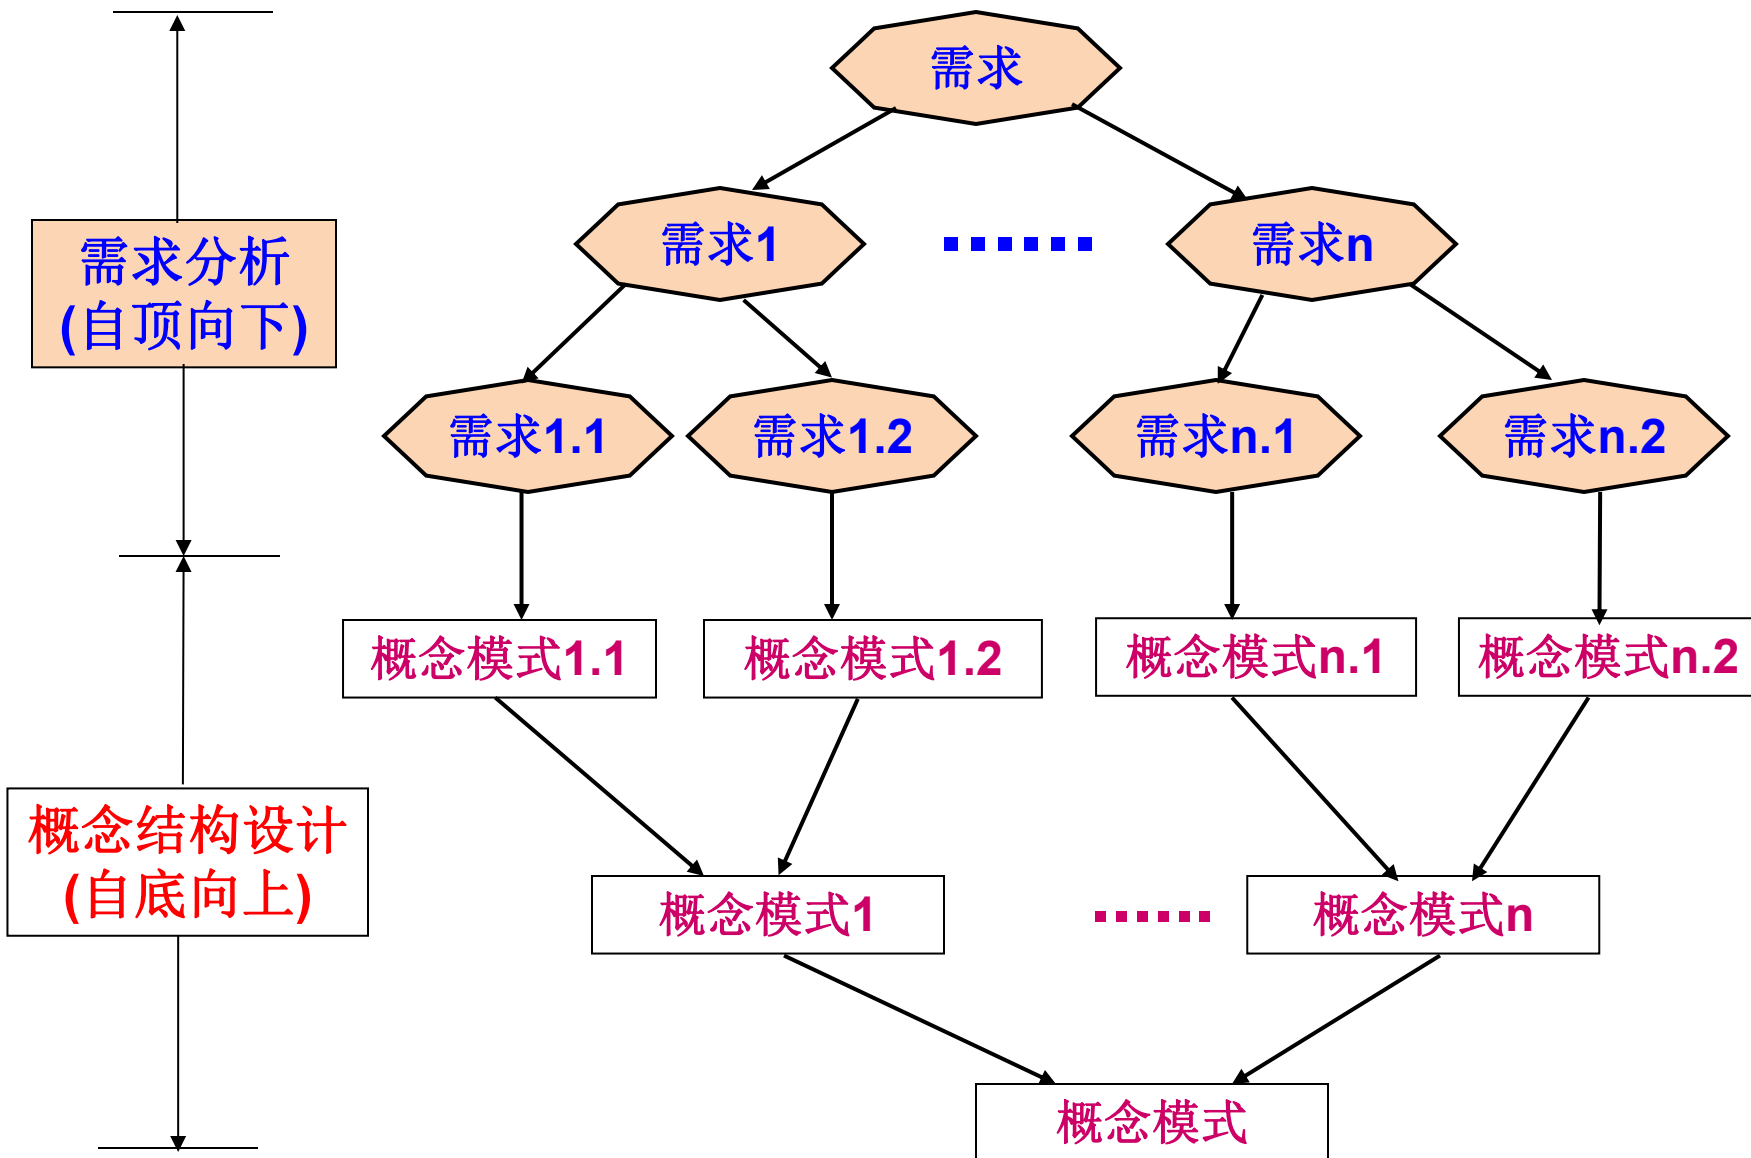 需求
需求1
需求n
需求分析
(自顶向下)
需求1.1
需求1.2
需求n.1
需求n.2
概念模式1.1
概念模式1.2
概念模式n.1
概念模式n.2
概念结构设计
(自底向上)
概念模式1
概念模式n
概念模式